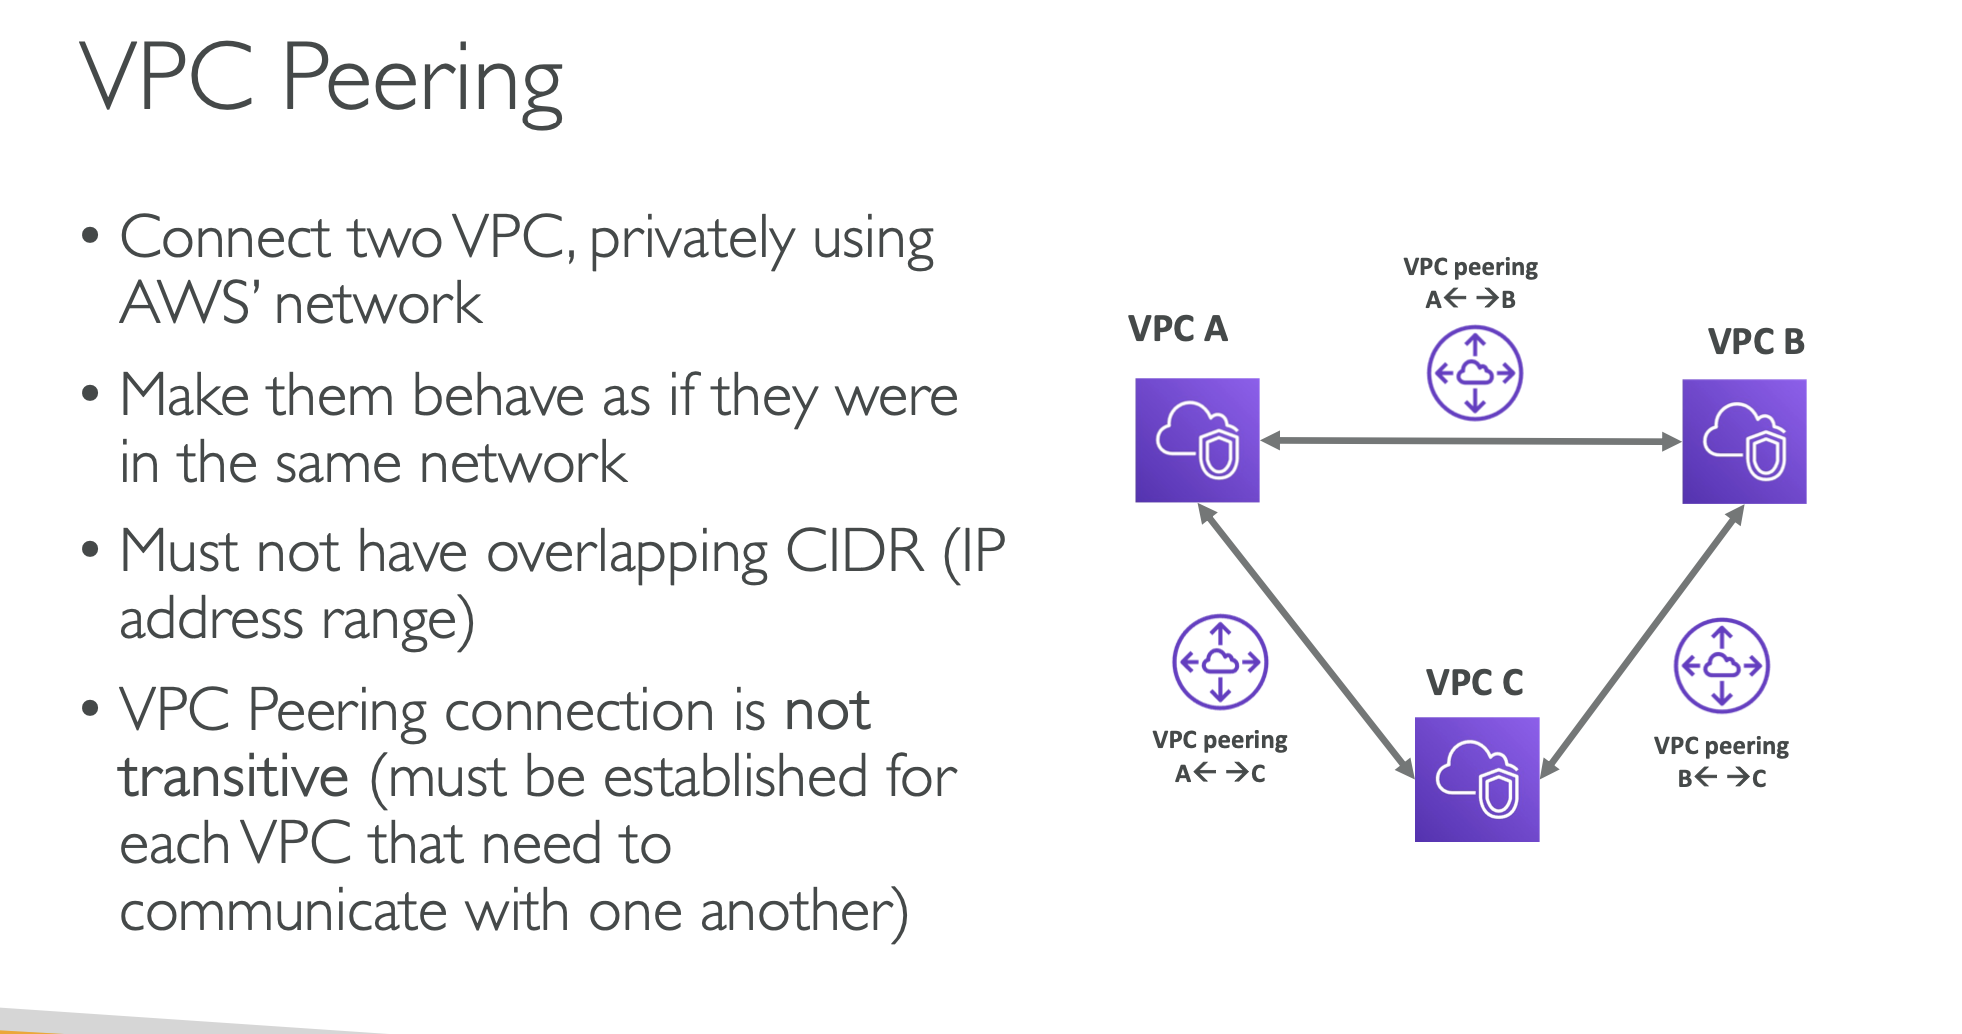 VPC Peering
• Connect two VPC, privately using
AWS’ network
• Make them behave as if they were
in the same network
• Must not have overlapping CIDR (IP
address range)
• VPC Peering connection is not
transitive (must be established for
each VPC that need to
communicate with one another)
VPC peering
A← →B
VPC A
VPC B
VPC peering
A← →C
VPC C
VPC peering
B← →C